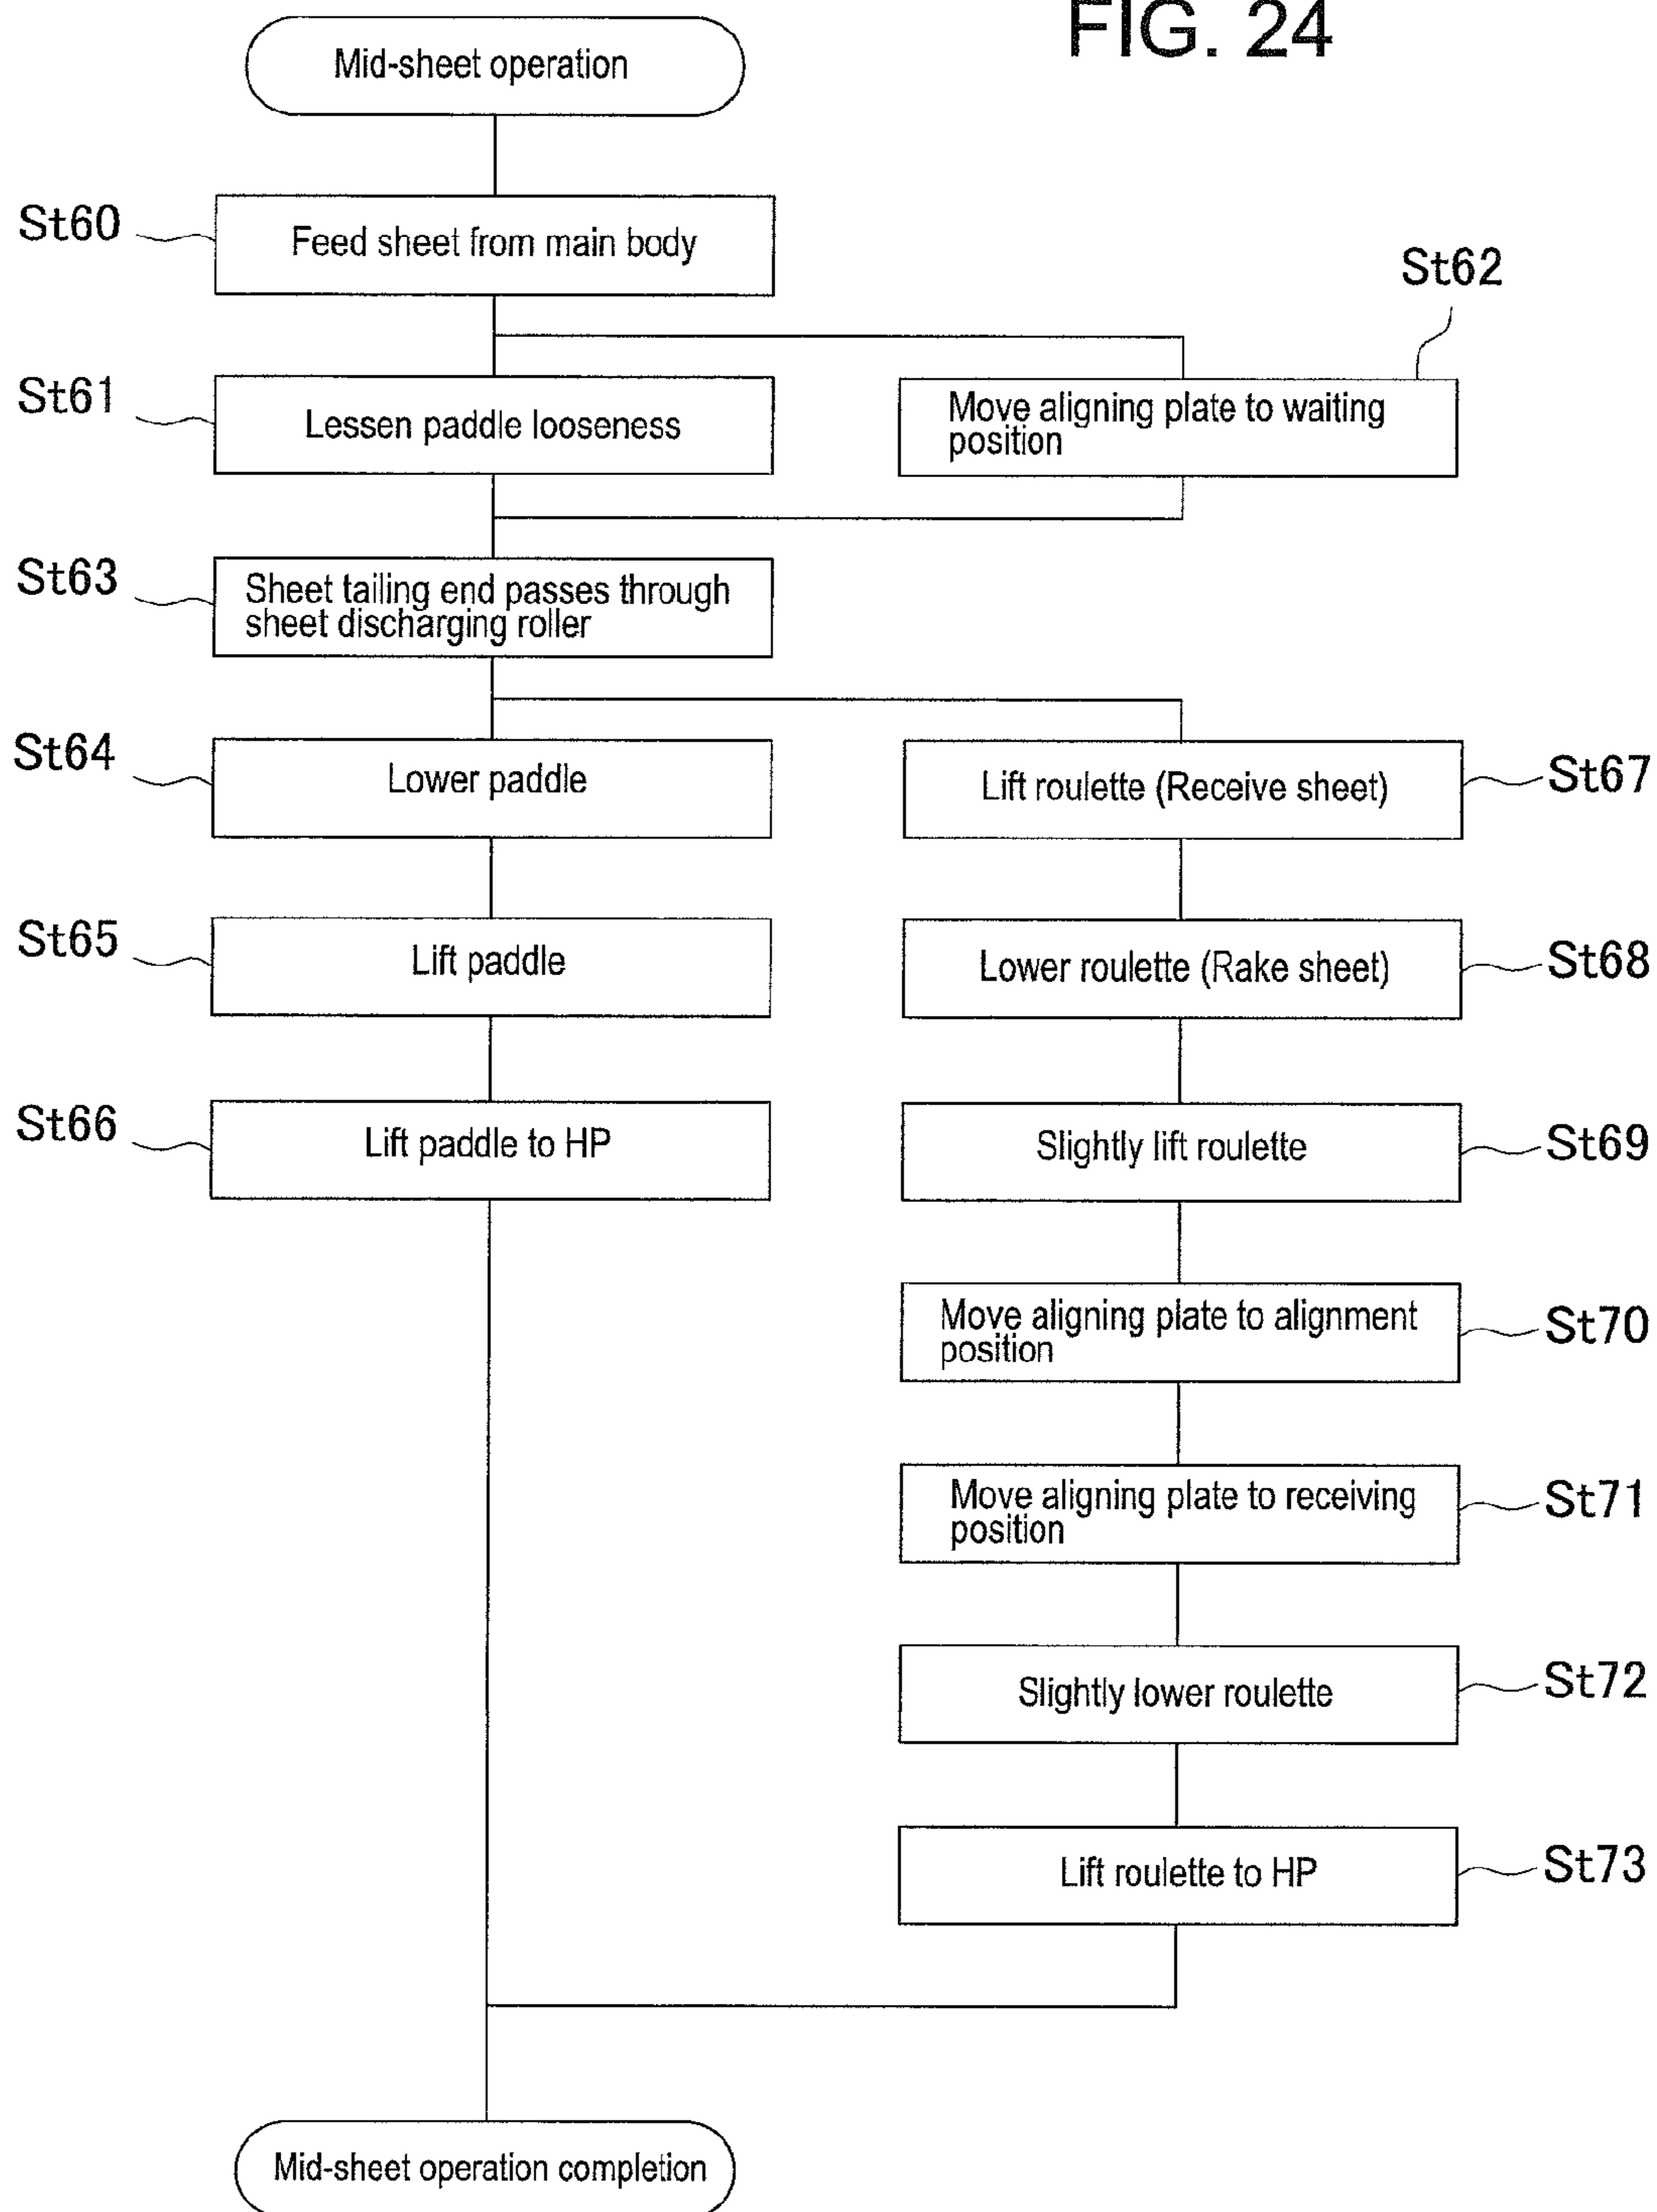 FIG. 24
Mid-sheet operation
St60
Feed sheet from main body
St61
Lessen paddle looseness
St62
Move aligning plate to waiting
position
St63
Sheet tailing end passes through
sheet discharging roller
St64
Lower paddle
Lift roulette (Receive sheet)
St67
St65
Lift paddle
Lower roulette (Rake sheet)
St68
St66
Lift paddle to HP
Slightly lift roulette
St69
Move aligning plate to alignment
position
St70
Move aligning plate to receiving
position
St71
Slightly lower roulette
St72
Lift roulette to HP
St73
Mid-sheet operation completion